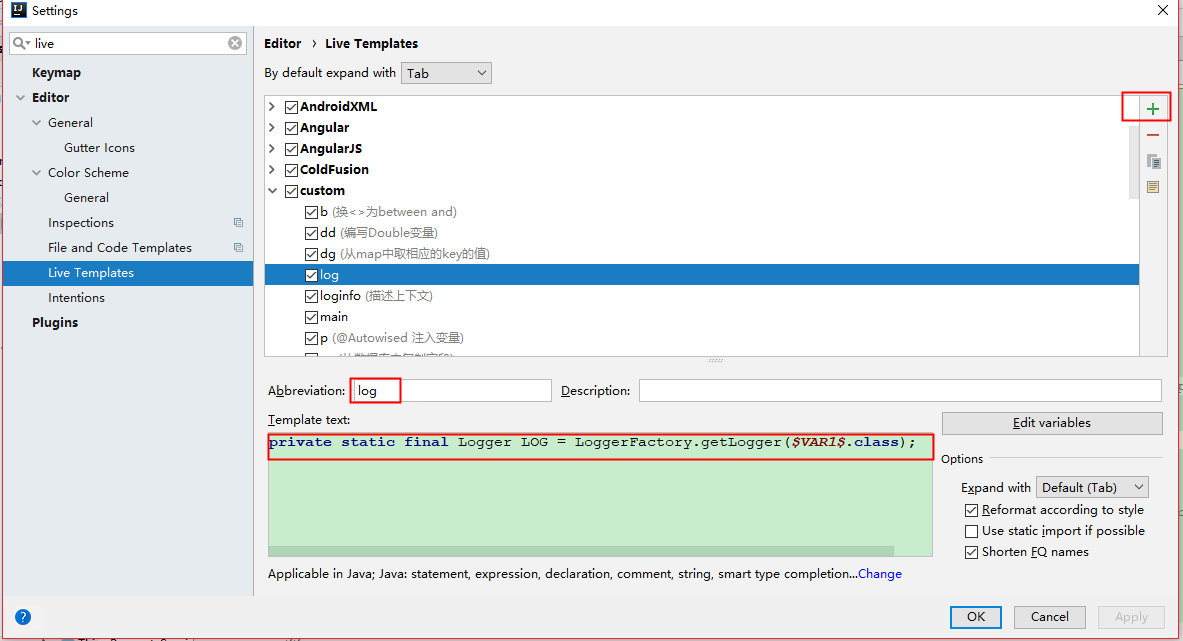 Settings
live
Keymap
Editor
General
Gutter Icons
Color Scheme
General
Inspections
File and Code Templates
Live Templates
Intentions
Plugins
Editor › Live Templates
By default expand with Tab
AndroidXML
Angular
AngularJS
ColdFusion
custom
b (换<>为between and)
dd (编写Double变量)
dg (从map中取相应的key的值)
log
loginfo (描述上下文)
main
p (@Autowised 注入变量)
Abbreviation: log Description:
Template text:
private static final Logger LOG = LoggerFactory.getLogger($VAR1$.class);
Edit variables
Options
Expand with Default (Tab)
Reformat according to style
Use static import if possible
Shorten FQ names
Applicable in Java; Java: statement, expression, declaration, comment, string, smart type completion...Change
?
OK Cancel Apply